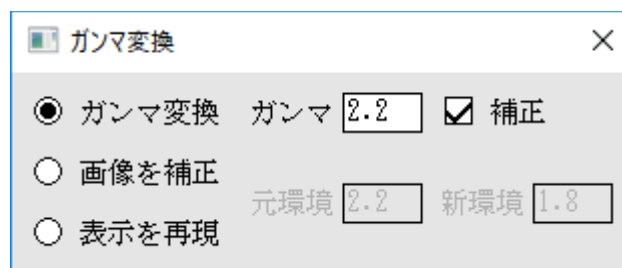 ガンマ変換
ガンマ変換 ガンマ 2.2 補正
画像を補正
元環境 2.2 新環境 1.8
表示を再現